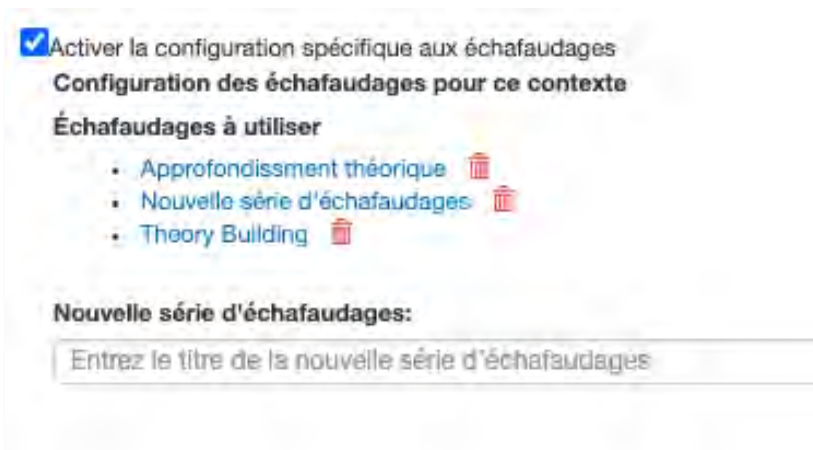 Activer la configuration spécifique aux échafaudages
Configuration des échafaudages pour ce contexte
Échafaudages à utiliser
Approfondissment théorique
Nouvelle série d'échafaudages
Theory Building
Nouvelle série d'échafaudages:
Entrez le titre de la nouvelle série d'échafaudages